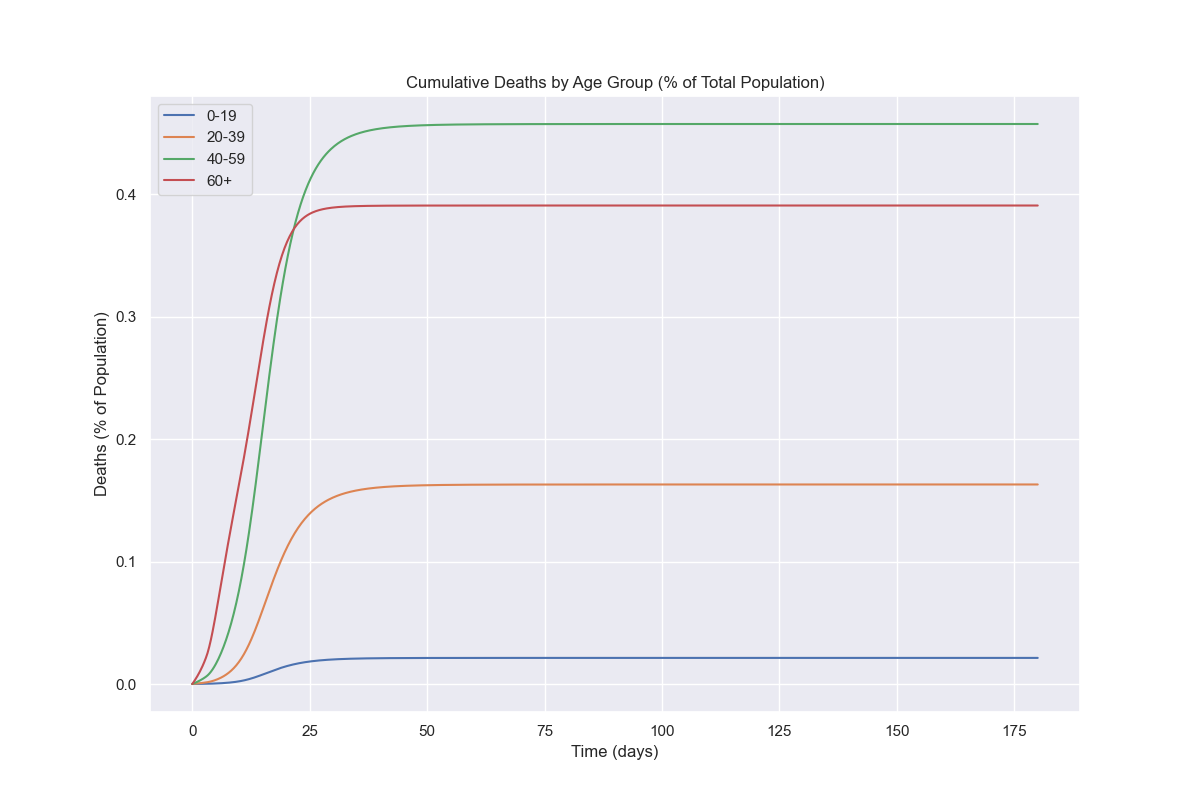 Cumulative Deaths by Age Group (% of Total Population)
0-19
20-39
40-59
60+
Deaths (% of Population)
0.4
0.3
0.2
0.1
0.0
0 25 50 75 100 125 150 175
Time (days)